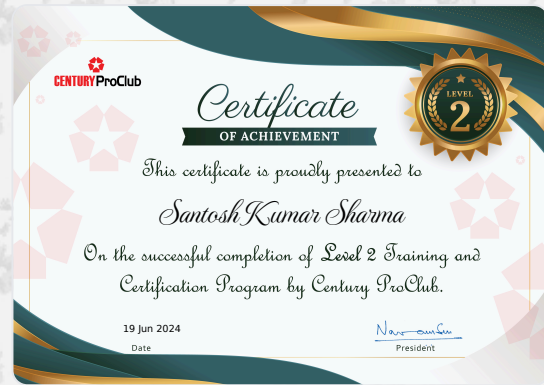 CENTURY ProClub
LEVEL
2
Certificate
OF ACHIEVEMENT
This certificate is proudly presented to
Santosh Kumar Sharma
On the successful completion of Level 2 Training and
Certification Program by Century ProClub.
19 Jun 2024
Date
President